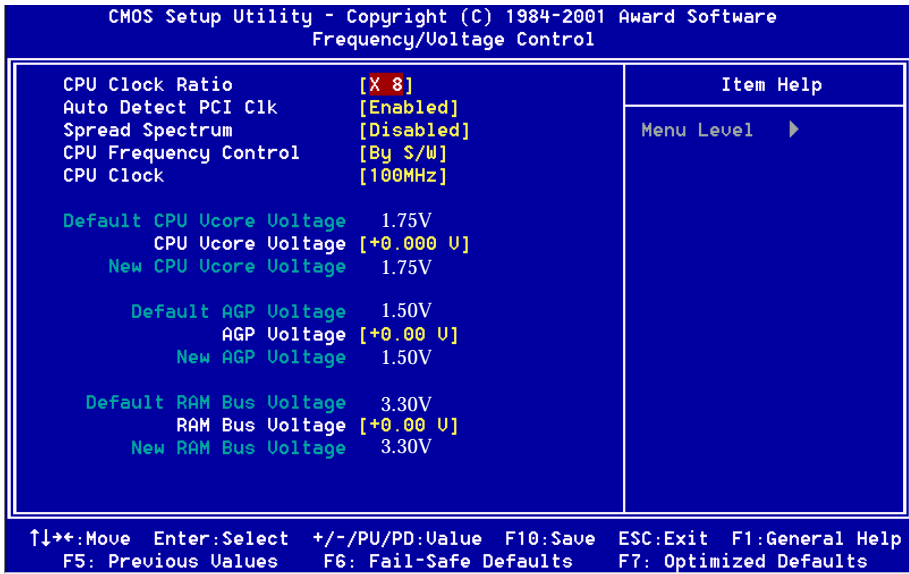 CMOS Setup Utility - Copyright (C) 1984-2001 Award Software
Frequency/Voltage Control
CPU Clock Ratio [X 8]
Auto Detect PCI Clk [Enabled]
Spread Spectrum [Disabled]
CPU Frequency Control [By S/W]
CPU Clock [100MHz]
Default CPU Vcore Voltage 1.75V
CPU Vcore Voltage [+0.000 V]
New CPU Vcore Voltage 1.75V
Default AGP Voltage 1.50V
AGP Voltage [+0.00 V]
New AGP Voltage 1.50V
Default RAM Bus Voltage 3.30V
RAM Bus Voltage [+0.00 V]
New RAM Bus Voltage 3.30V
Item Help
Menu Level ▶
↑↓→←:Move Enter:Select +/-/PU/PD:Value F10:Save ESC:Exit F1:General Help
F5: Previous Values F6: Fail-Safe Defaults F7: Optimized Defaults